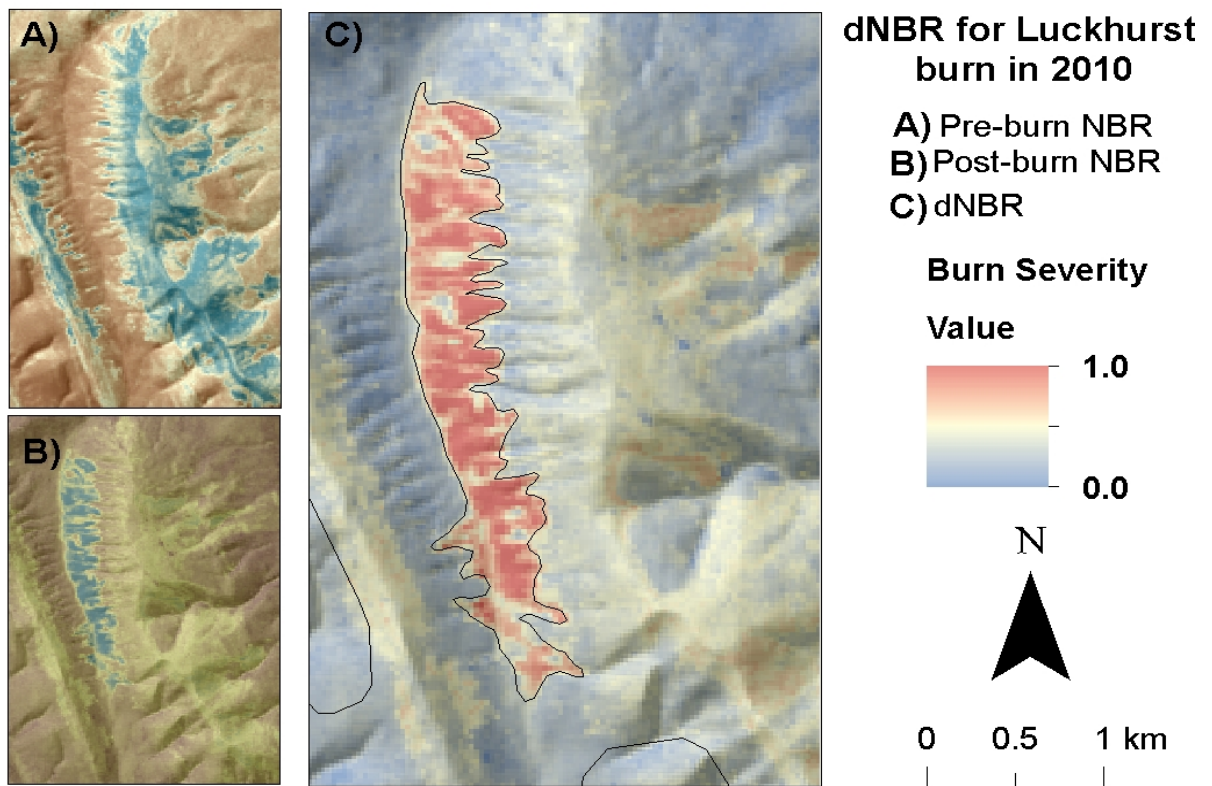 A)
B)
C)
dNBR for Luckhurst
burn in 2010
A) Pre-burn NBR
B) Post-burn NBR
C) dNBR
Burn Severity
Value
1.0
0.0
N
0 0.5 1 km